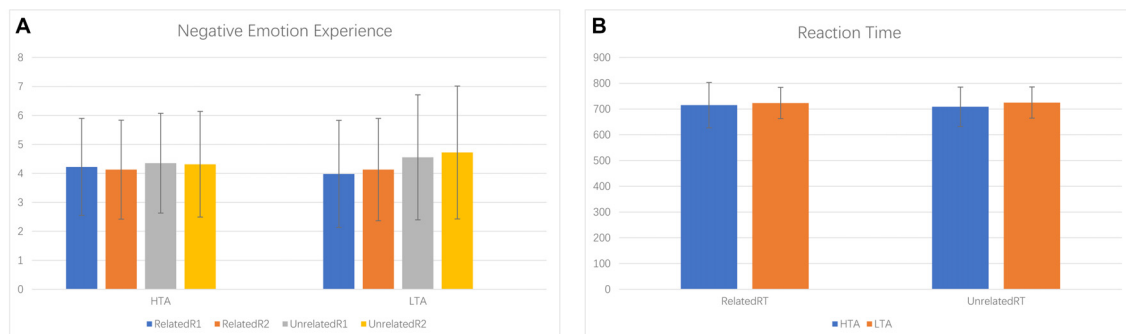 A
Negative Emotion Experience
8
7
6
5
4
3
2
1
0
HTA LTA
RelatedR1 RelatedR2 UnrelatedR1 UnrelatedR2
B
Reaction Time
900
800
700
600
500
400
300
200
100
0
RelatedRT UnrelatedRT
HTA LTA